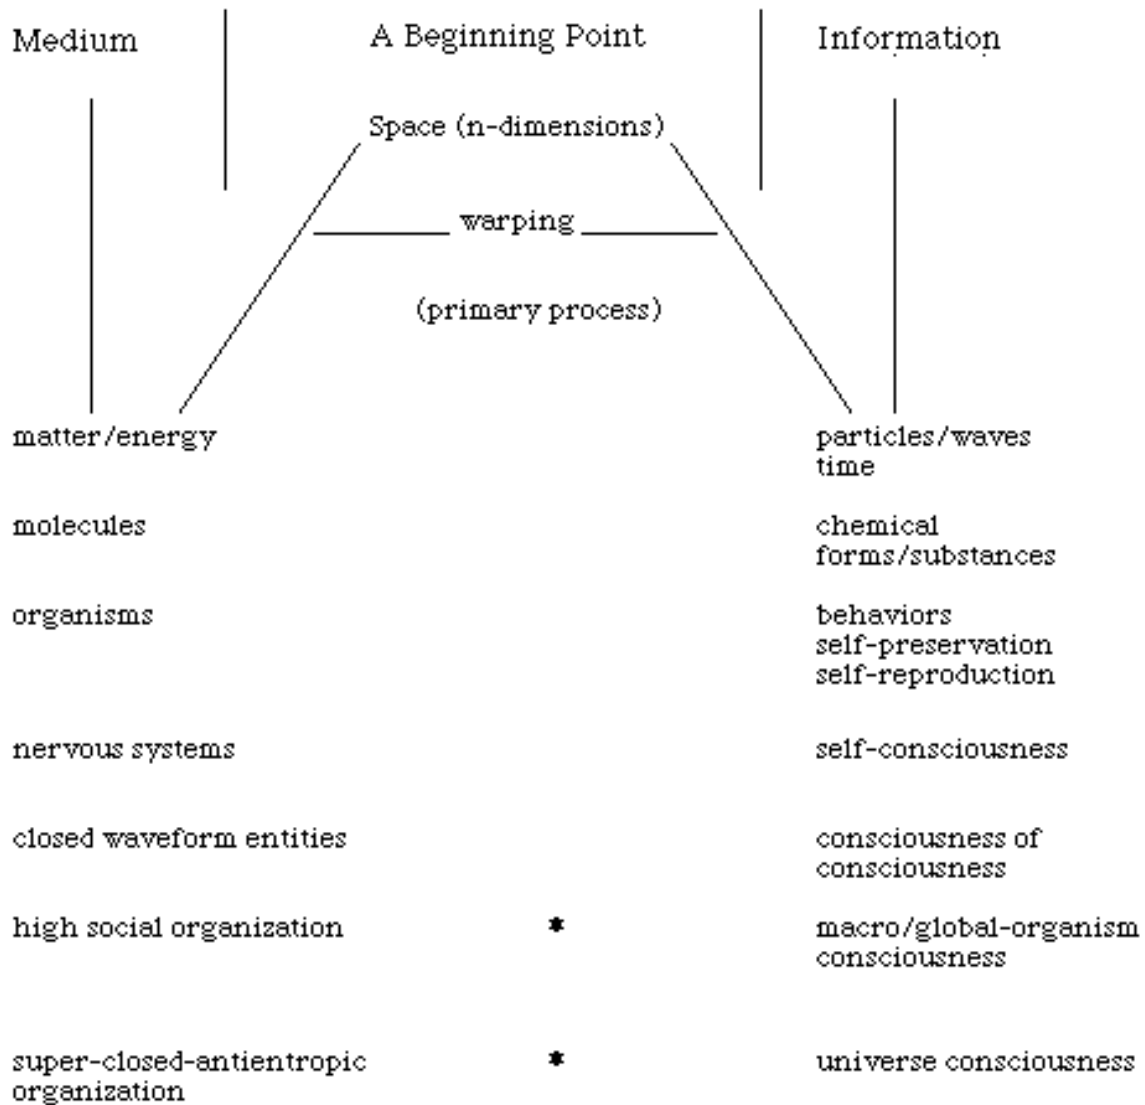 Medium
A Beginning Point
Information
Space (n-dimensions)
warping
(primary process)
matter/energy
particles/waves
time
molecules
chemical
forms/substances
organisms
behaviors
self-preservation
self-reproduction
nervous systems
self-consciousness
closed waveform entities
consciousness of
consciousness
high social organization
*
macro/global-organism
consciousness
super-closed-antientropic
organization
*
universe consciousness